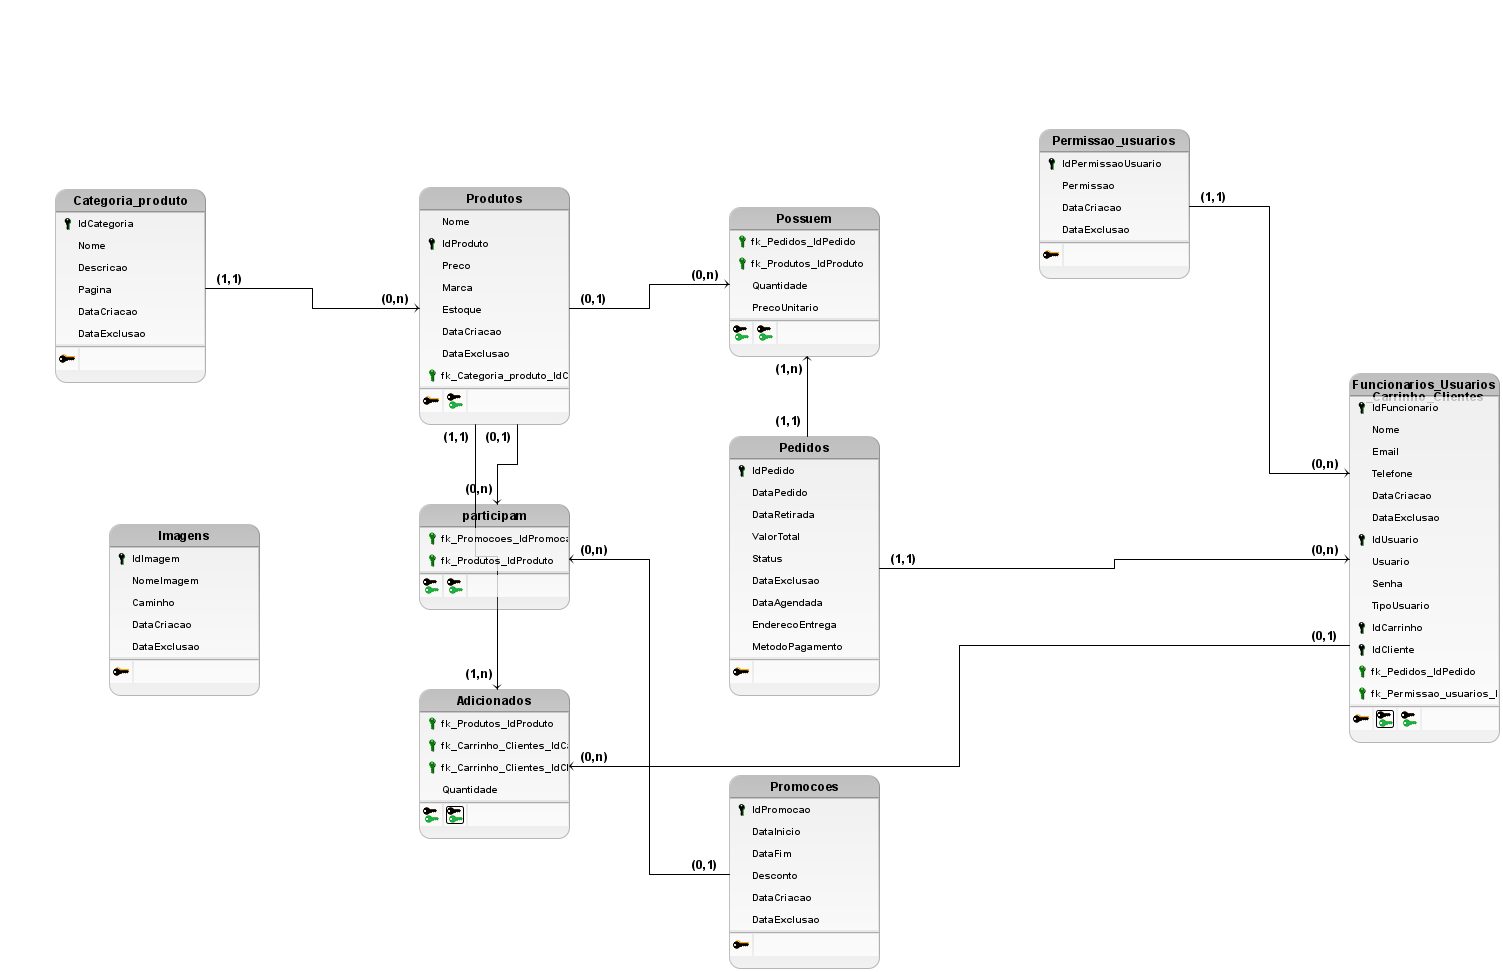 Categoria_produto
IdCategoria
Nome
Descricao
Pagina
DataCriacao
DataExclusao
(1,1)
(0,n)
Produtos
Nome
IdProduto
Preco
Marca
Estoque
DataCriacao
DataExclusao
fk_Categoria_produto_IdC
(0,1)
(0,n)
Possuem
fk_Pedidos_IdPedido
fk_Produtos_IdProduto
Quantidade
PrecoUnitario
(1,n)
(1,1)
Permissao_usuarios
IdPermissaoUsuario
Permissao
DataCriacao
DataExclusao
(1,1)
(0,n)
Funcionarios_Usuarios
_Carrinho_Clientes
IdFuncionario
Nome
Email
Telefone
DataCriacao
DataExclusao
IdUsuario
Usuario
Senha
TipoUsuario
IdCarrinho
IdCliente
fk_Pedidos_IdPedido
fk_Permissao_usuarios_I
(0,n)
(0,1)
Pedidos
IdPedido
DataPedido
DataRetirada
ValorTotal
Status
DataExclusao
DataAgendada
EnderecoEntrega
MetodoPagamento
(1,1)
(1,1)
(0,1)
(0,n)
participam
fk_Promocoes_IdPromoca
fk_Produtos_IdProduto
(0,n)
Imagens
IdImagem
NomeImagem
Caminho
DataCriacao
DataExclusao
(1,n)
Adicionados
fk_Produtos_IdProduto
fk_Carrinho_Clientes_IdCa
fk_Carrinho_Clientes_IdCl
Quantidade
(0,n)
Promocoes
IdPromocao
DataInicio
DataFim
Desconto
DataCriacao
DataExclusao
(0,1)